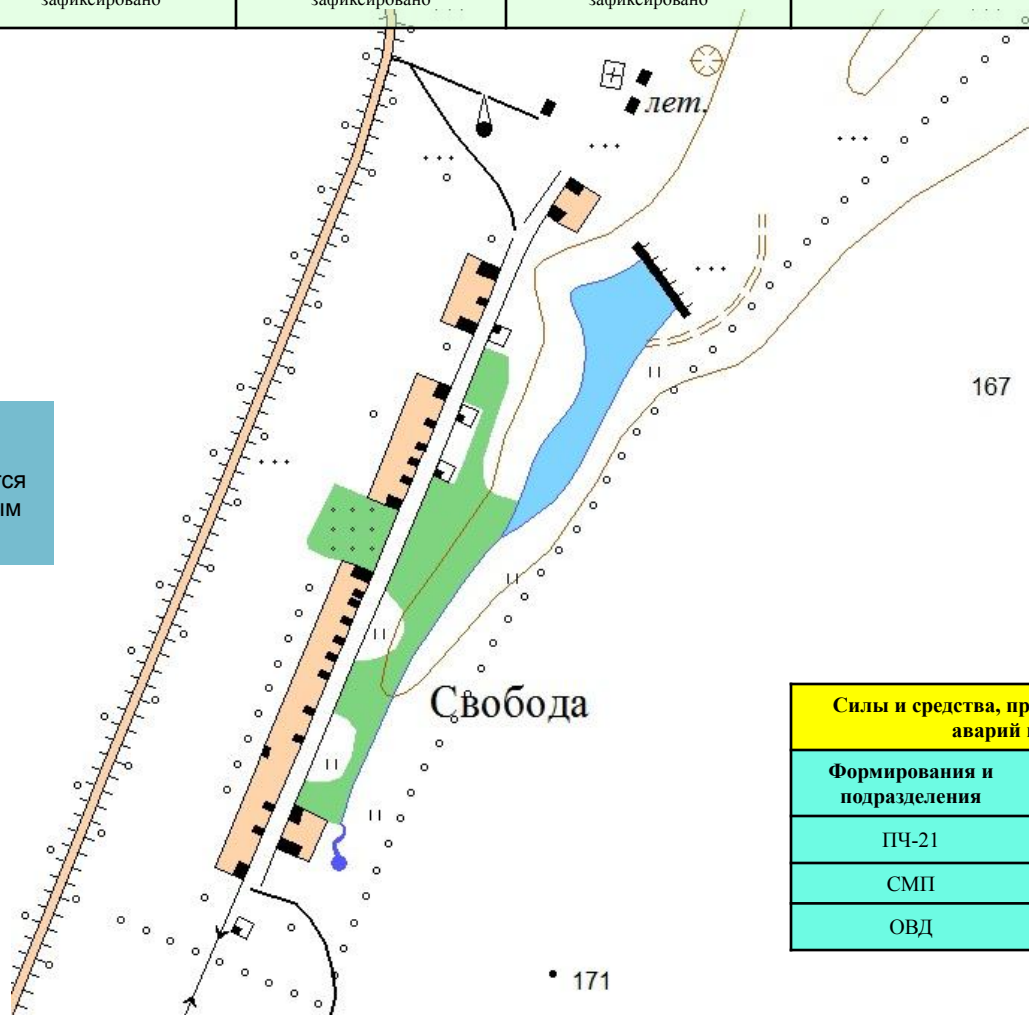 зафиксировано зафиксировано зафиксировано
лет.
167
Свобода
Силы и средства, пр
аварий
Формирования и
подразделения
ПЧ-21
СМП
ОВД
171